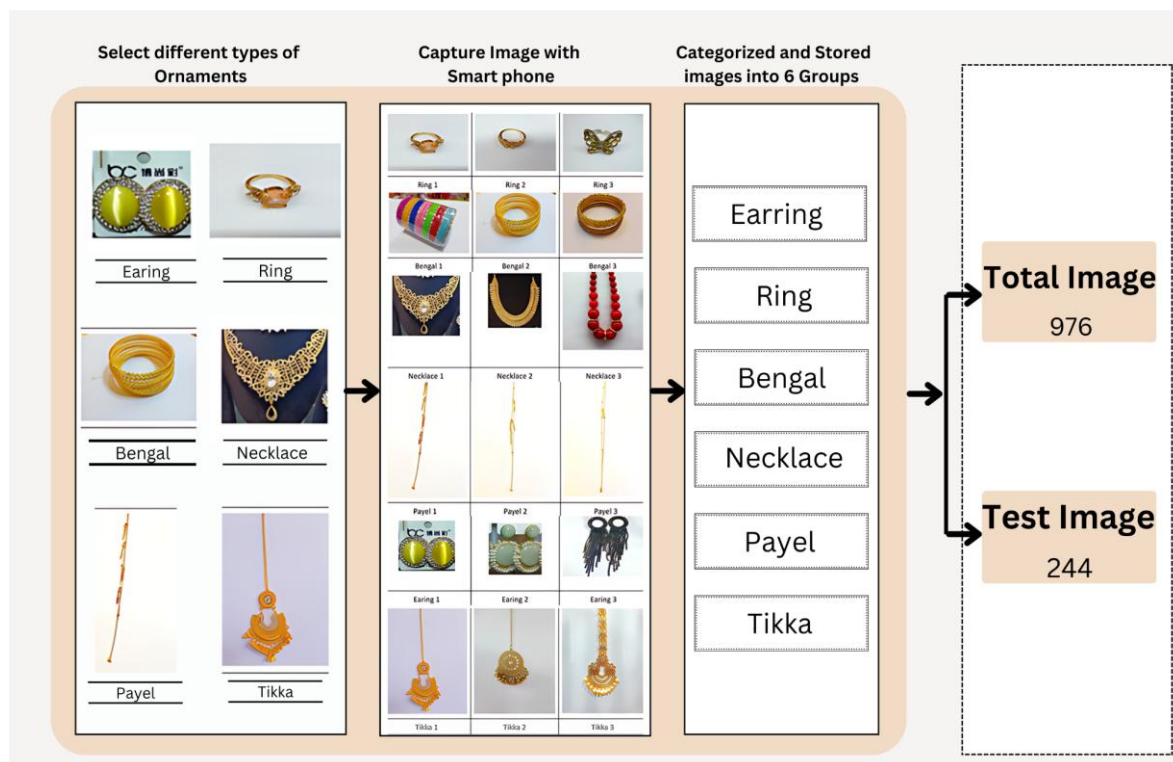 Select different types of
Ornaments
Capture Image with
Smart phone
Categorized and Stored
images into 6 Groups
bc 博尚彩
Earing
Ring
Bengal
Necklace
Payel
Tikka
Ring 1
Ring 2
Ring 3
Bengal 1
Bengal 2
Bengal 3
Necklace 1
Necklace 2
Necklace 3
Payel 1
Payel 2
Payel 3
Earing 1
Earing 2
Earing 3
Tikka 1
Tikka 2
Tikka 3
Earring
Ring
Bengal
Necklace
Payel
Tikka
Total Image
976
Test Image
244